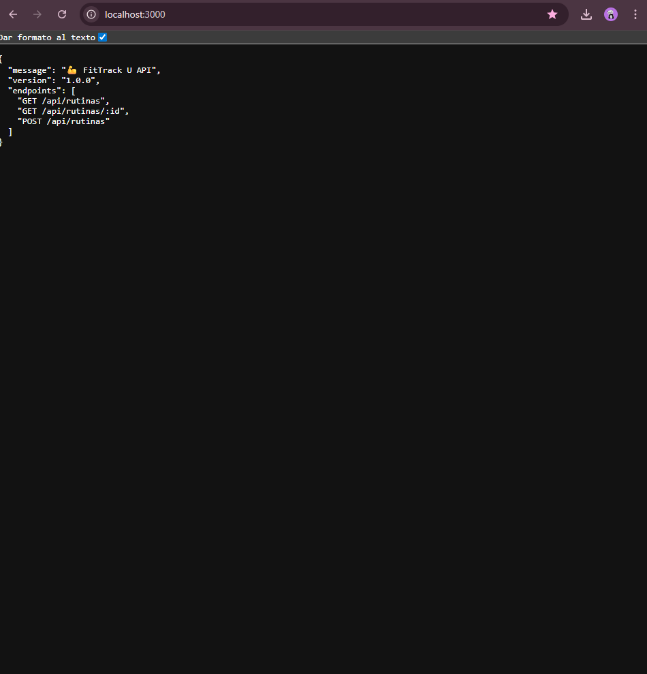 localhost:3000
Dar formato al texto
{
"message": "💪 FitTrack U API",
"version": "1.0.0",
"endpoints": [
"GET /api/rutinas",
"GET /api/rutinas/:id",
"POST /api/rutinas"
]
}